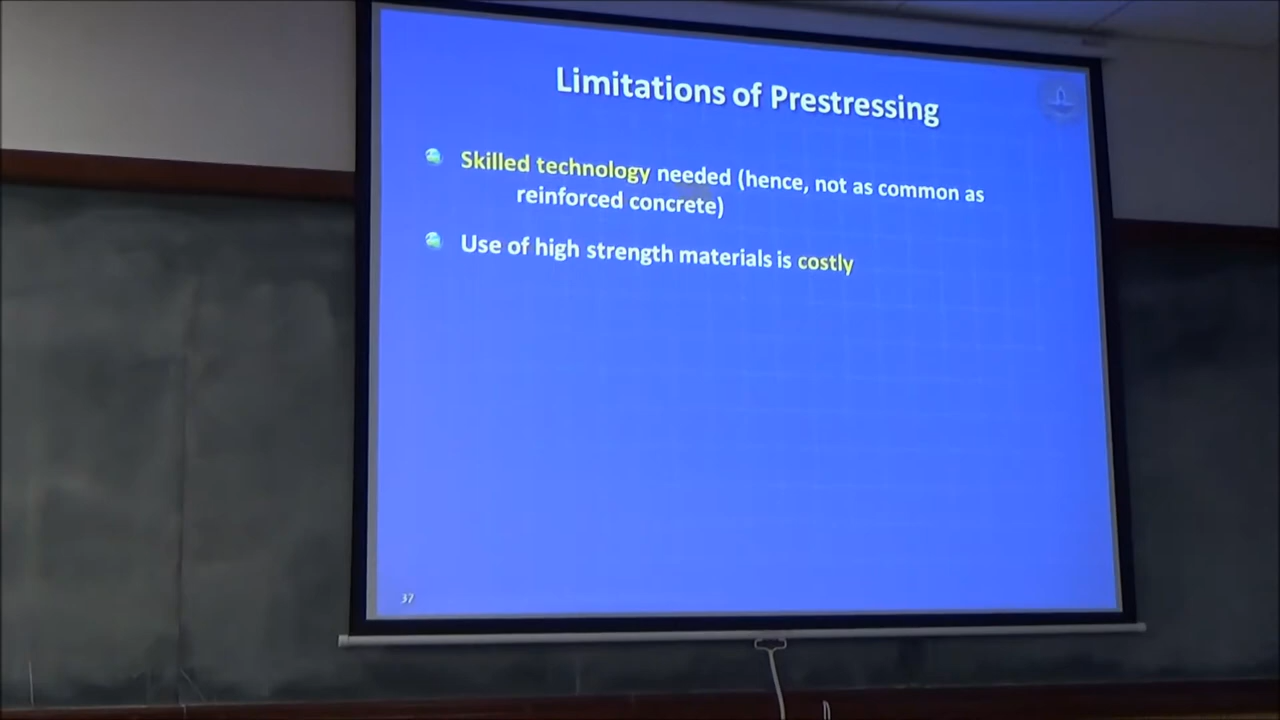 Limitations of Prestressing
Skilled technology needed (hence, not as common as
reinforced concrete)
Use of high strength materials is costly
37